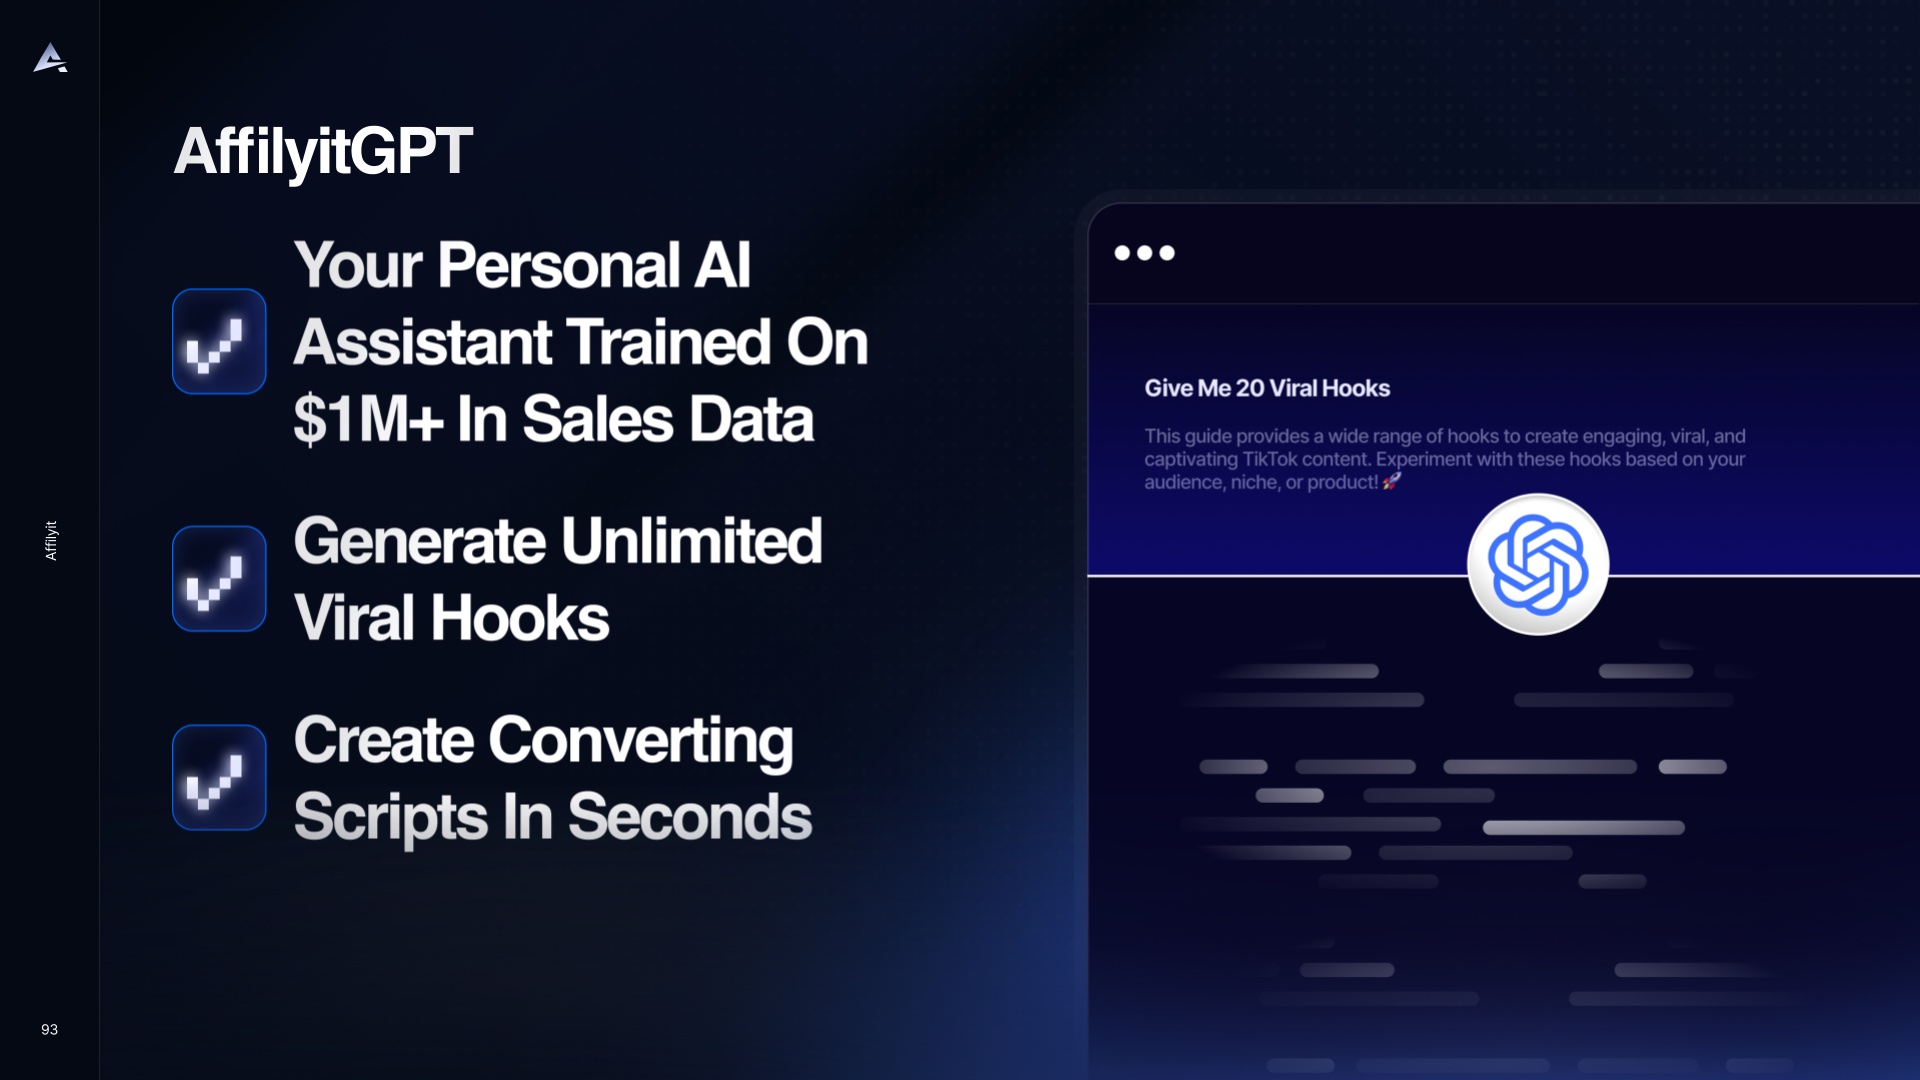 AffilyitGPT
Your Personal AI
Assistant Trained On
$1M+ In Sales Data
Generate Unlimited
Viral Hooks
Create Converting
Scripts In Seconds
Give Me 20 Viral Hooks
This guide provides a wide range of hooks to create engaging, viral, and
captivating TikTok content. Experiment with these hooks based on your
audience, niche, or product! 🚀
Affilyit
93